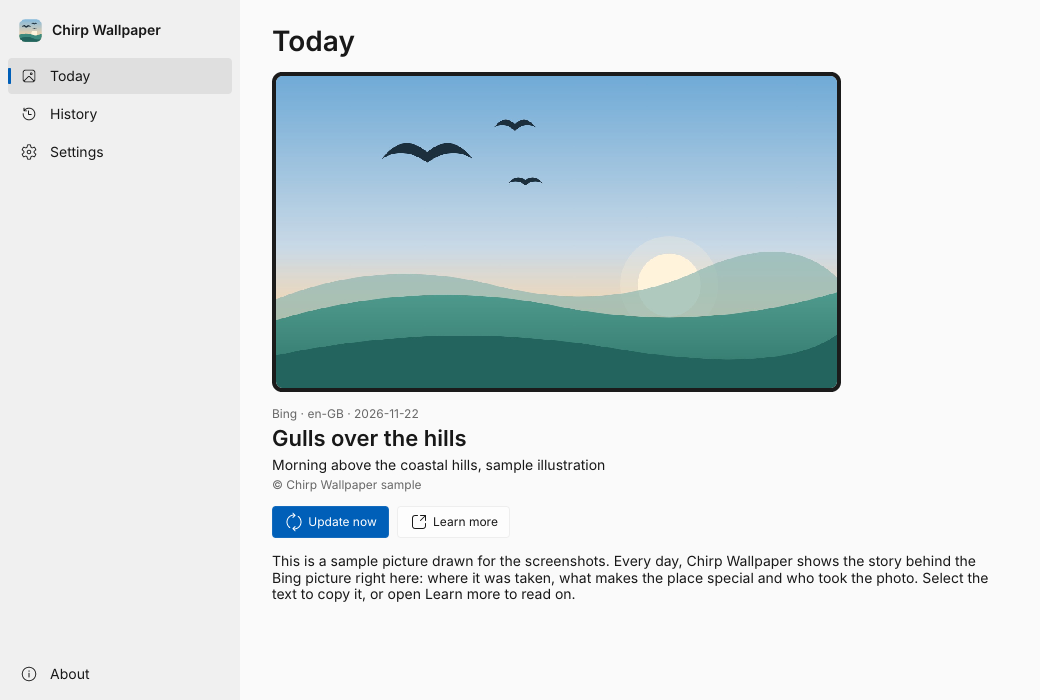 Chirp Wallpaper
Today
History
Settings
About
Today
Bing · en-GB · 2026-11-22
Gulls over the hills
Morning above the coastal hills, sample illustration
© Chirp Wallpaper sample
Update now
Learn more
This is a sample picture drawn for the screenshots. Every day, Chirp Wallpaper shows the story behind the
Bing picture right here: where it was taken, what makes the place special and who took the photo. Select the
text to copy it, or open Learn more to read on.